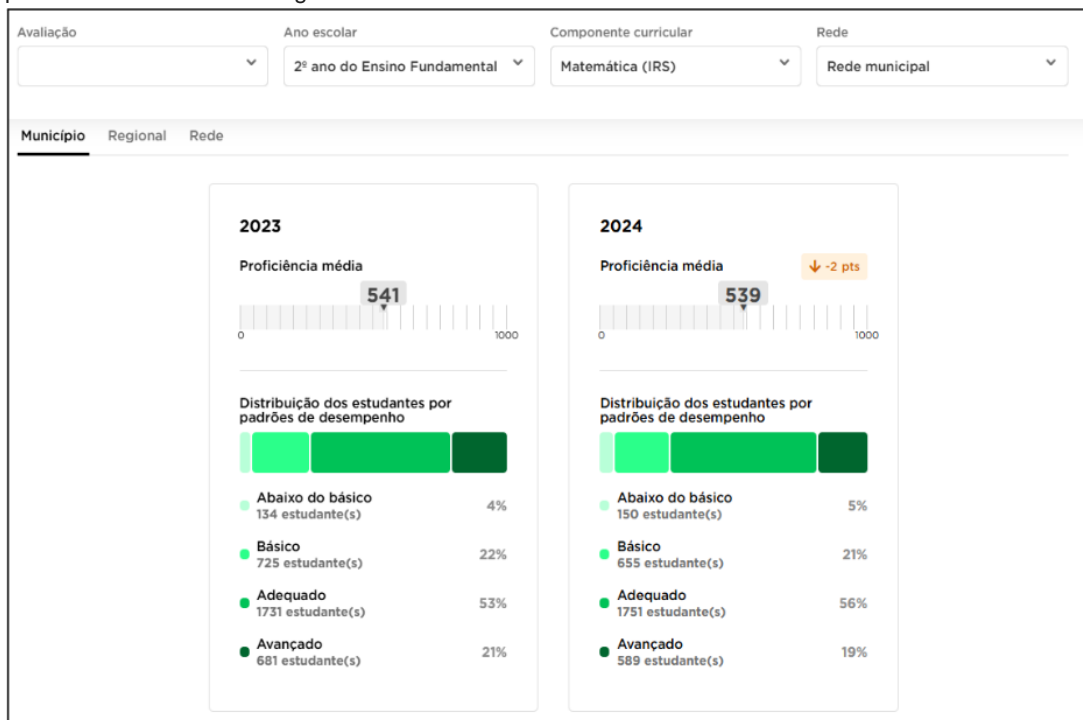 Avaliação Ano escolar Componente curricular Rede
2º ano do Ensino Fundamental Matemática (IRS) Rede municipal
Município Regional Rede
2023
Proficiência média
541
0 1000
Distribuição dos estudantes por
padrões de desempenho
Abaixo do básico
134 estudante(s) 4%
Básico
725 estudante(s) 22%
Adequado
1731 estudante(s) 53%
Avançado
681 estudante(s) 21%
2024
Proficiência média -2 pts
539
0 1000
Distribuição dos estudantes por
padrões de desempenho
Abaixo do básico
150 estudante(s) 5%
Básico
655 estudante(s) 21%
Adequado
1751 estudante(s) 56%
Avançado
589 estudante(s) 19%